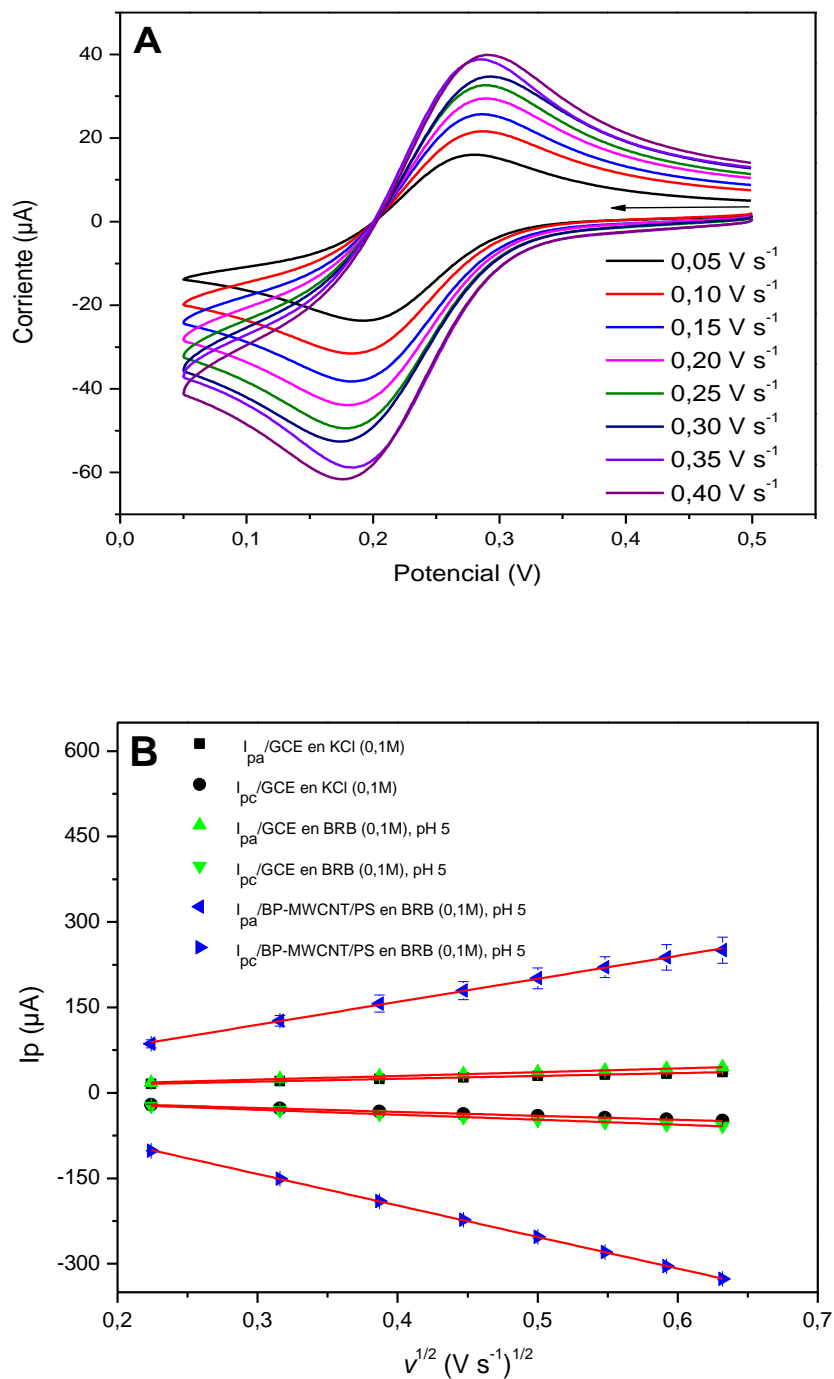 A
40
20
0
-20
-40
-60
Corriente (µA)
0,05 V s-1
0,10 V s-1
0,15 V s-1
0,20 V s-1
0,25 V s-1
0,30 V s-1
0,35 V s-1
0,40 V s-1
0,0 0,1 0,2 0,3 0,4 0,5
Potencial (V)
B
600
450
300
150
0
-150
-300
Ip (µA)
Ipa/GCE en KCl (0,1M)
Ipc/GCE en KCl (0,1M)
Ipa/GCE en BRB (0,1M), pH 5
Ipc/GCE en BRB (0,1M), pH 5
Ipa/BP-MWCNT/PS en BRB (0,1M), pH 5
Ipc/BP-MWCNT/PS en BRB (0,1M), pH 5
0,2 0,3 0,4 0,5 0,6 0,7
v1/2 (V s-1)1/2